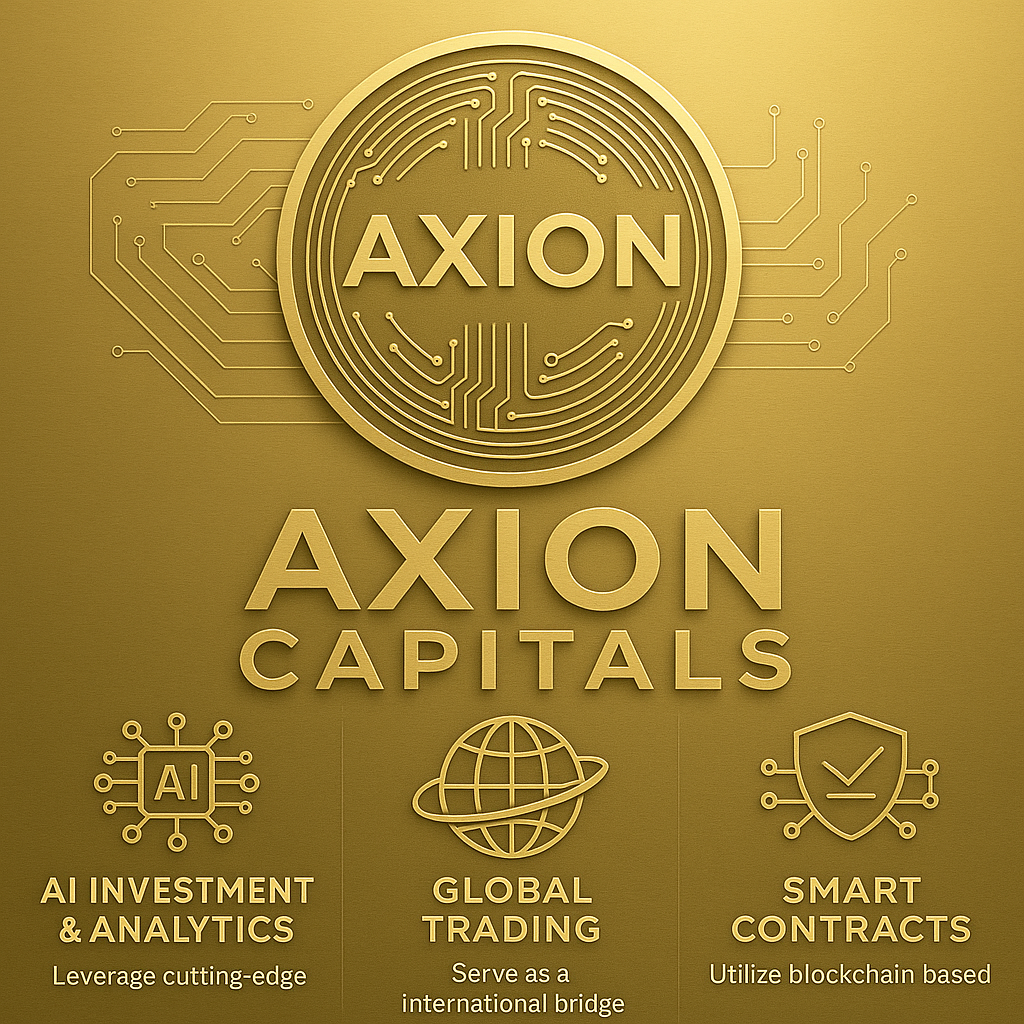 AXION
AXION
CAPITALS
AI
AI INVESTMENT
& ANALYTICS
Leverage cutting-edge
GLOBAL
TRADING
Serve as a
international bridge
SMART
CONTRACTS
Utilize blockchain based